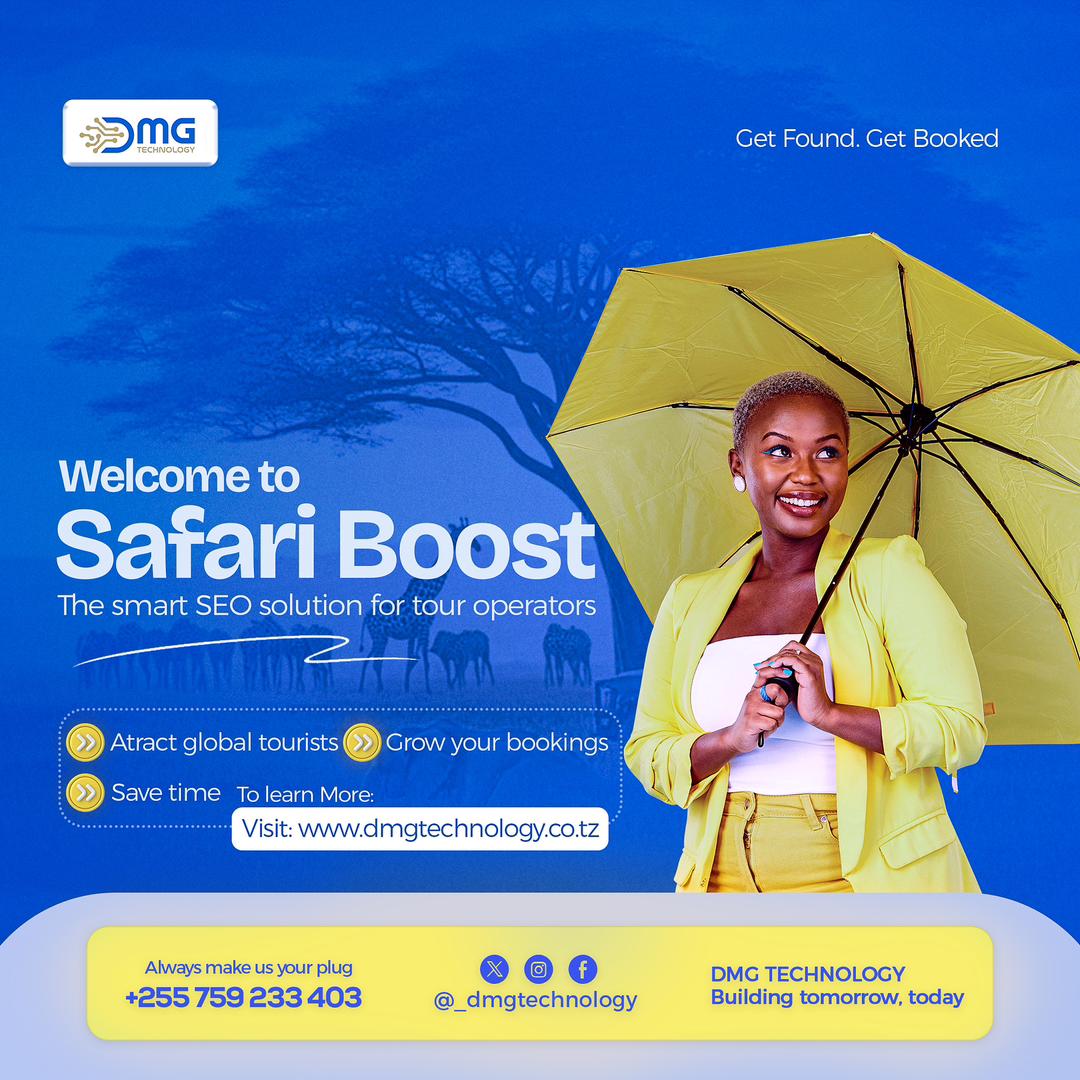 DMG
TECHNOLOGY
Get Found. Get Booked
Welcome to
Safari Boost
The smart SEO solution for tour operators
Atract global tourists
Grow your bookings
Save time
To learn More:
Visit: www.dmgtechnology.co.tz
Always make us your plug
+255 759 233 403
@_dmgtechnology
DMG TECHNOLOGY
Building tomorrow, today